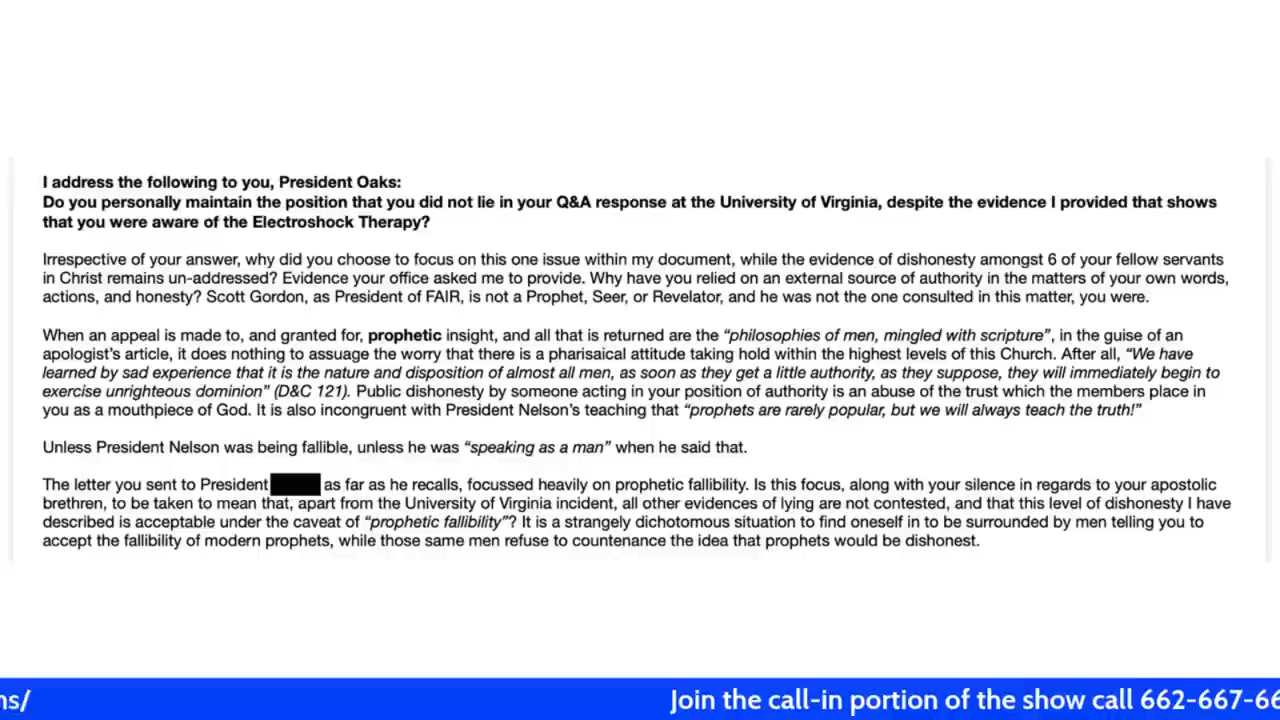 I address the following to you, President Oaks:
Do you personally maintain the position that you did not lie in your Q&A response at the University of Virginia, despite the evidence I provided that shows
that you were aware of the Electroshock Therapy?
Irrespective of your answer, why did you choose to focus on this one issue within my document, while the evidence of dishonesty amongst 6 of your fellow servants
in Christ remains un-addressed? Evidence your office asked me to provide. Why have you relied on an external source of authority in the matters of your own words,
actions, and honesty? Scott Gordon, as President of FAIR, is not a Prophet, Seer, or Revelator, and he was not the one consulted in this matter, you were.
When an appeal is made to, and granted for, prophetic insight, and all that is returned are the “philosophies of men, mingled with scripture”, in the guise of an
apologist’s article, it does nothing to assuage the worry that there is a pharisaical attitude taking hold within the highest levels of this Church. After all, “We have
learned by sad experience that it is the nature and disposition of almost all men, as soon as they get a little authority, as they suppose, they will immediately begin to
exercise unrighteous dominion” (D&C 121). Public dishonesty by someone acting in your position of authority is an abuse of the trust which the members place in
you as a mouthpiece of God. It is also incongruent with President Nelson’s teaching that “prophets are rarely popular, but we will always teach the truth!”
Unless President Nelson was being fallible, unless he was “speaking as a man” when he said that.
The letter you sent to President as far as he recalls, focussed heavily on prophetic fallibility. Is this focus, along with your silence in regards to your apostolic
brethren, to be taken to mean that, apart from the University of Virginia incident, all other evidences of lying are not contested, and that this level of dishonesty I have
described is acceptable under the caveat of “prophetic fallibility”? It is a strangely dichotomous situation to find oneself in to be surrounded by men telling you to
accept the fallibility of modern prophets, while those same men refuse to countenance the idea that prophets would be dishonest.
ns/ Join the call-in portion of the show call 662-667-66